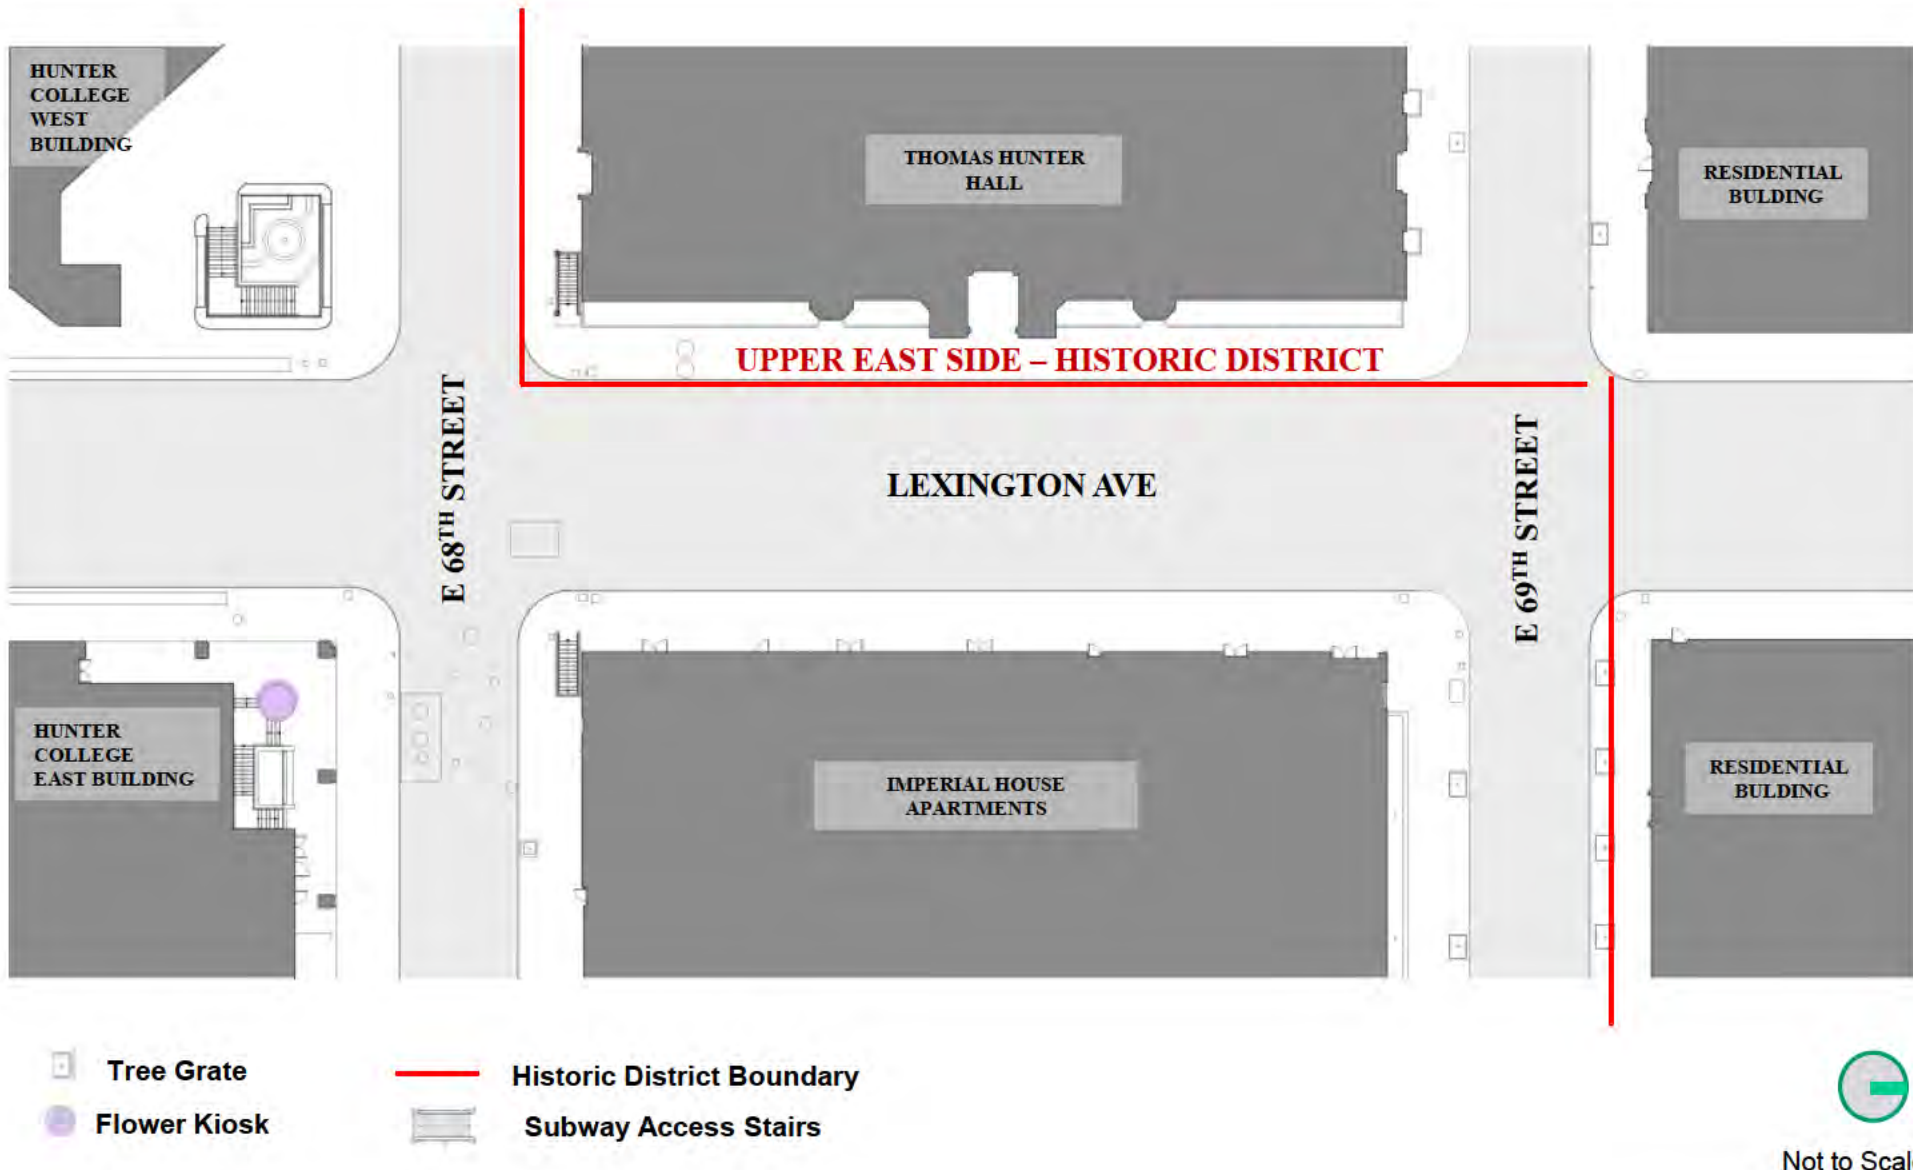 HUNTER
COLLEGE
WEST
BUILDING
THOMAS HUNTER
HALL
RESIDENTIAL
BULDING
UPPER EAST SIDE – HISTORIC DISTRICT
E 68TH STREET
LEXINGTON AVE
E 69TH STREET
HUNTER
COLLEGE
EAST BUILDING
IMPERIAL HOUSE
APARTMENTS
RESIDENTIAL
BULDING
Tree Grate
Flower Kiosk
Historic District Boundary
Subway Access Stairs
Not to Scal